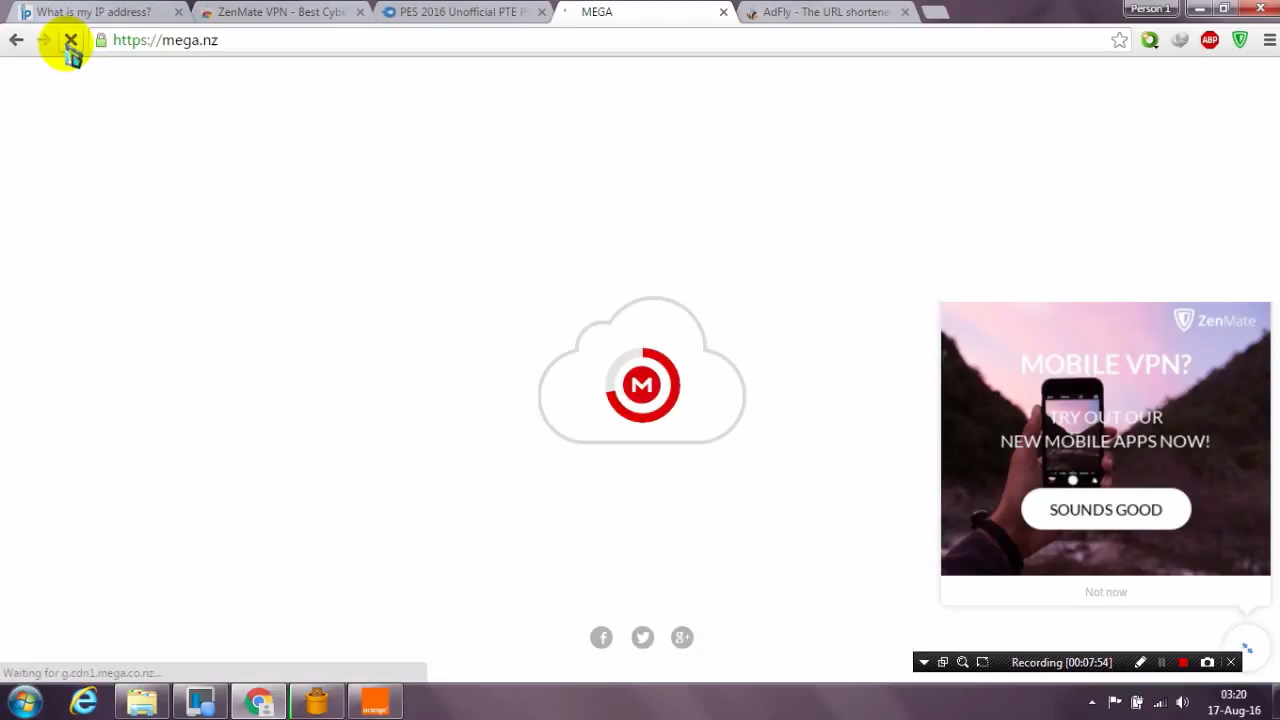 What is my IP address?
ZenMate VPN - Best Cybe
PES 2016 Unofficial PTE P
MEGA
AdFly - The URL shortene
Person 1
https://mega.nz
ABP
M
ZenMate
MOBILE VPN?
TRY OUT OUR
NEW MOBILE APPS NOW!
SOUNDS GOOD
Not now
Waiting for g.cdn1.mega.co.nz...
Recording [00:07:54]
orange
03:20
17-Aug-16